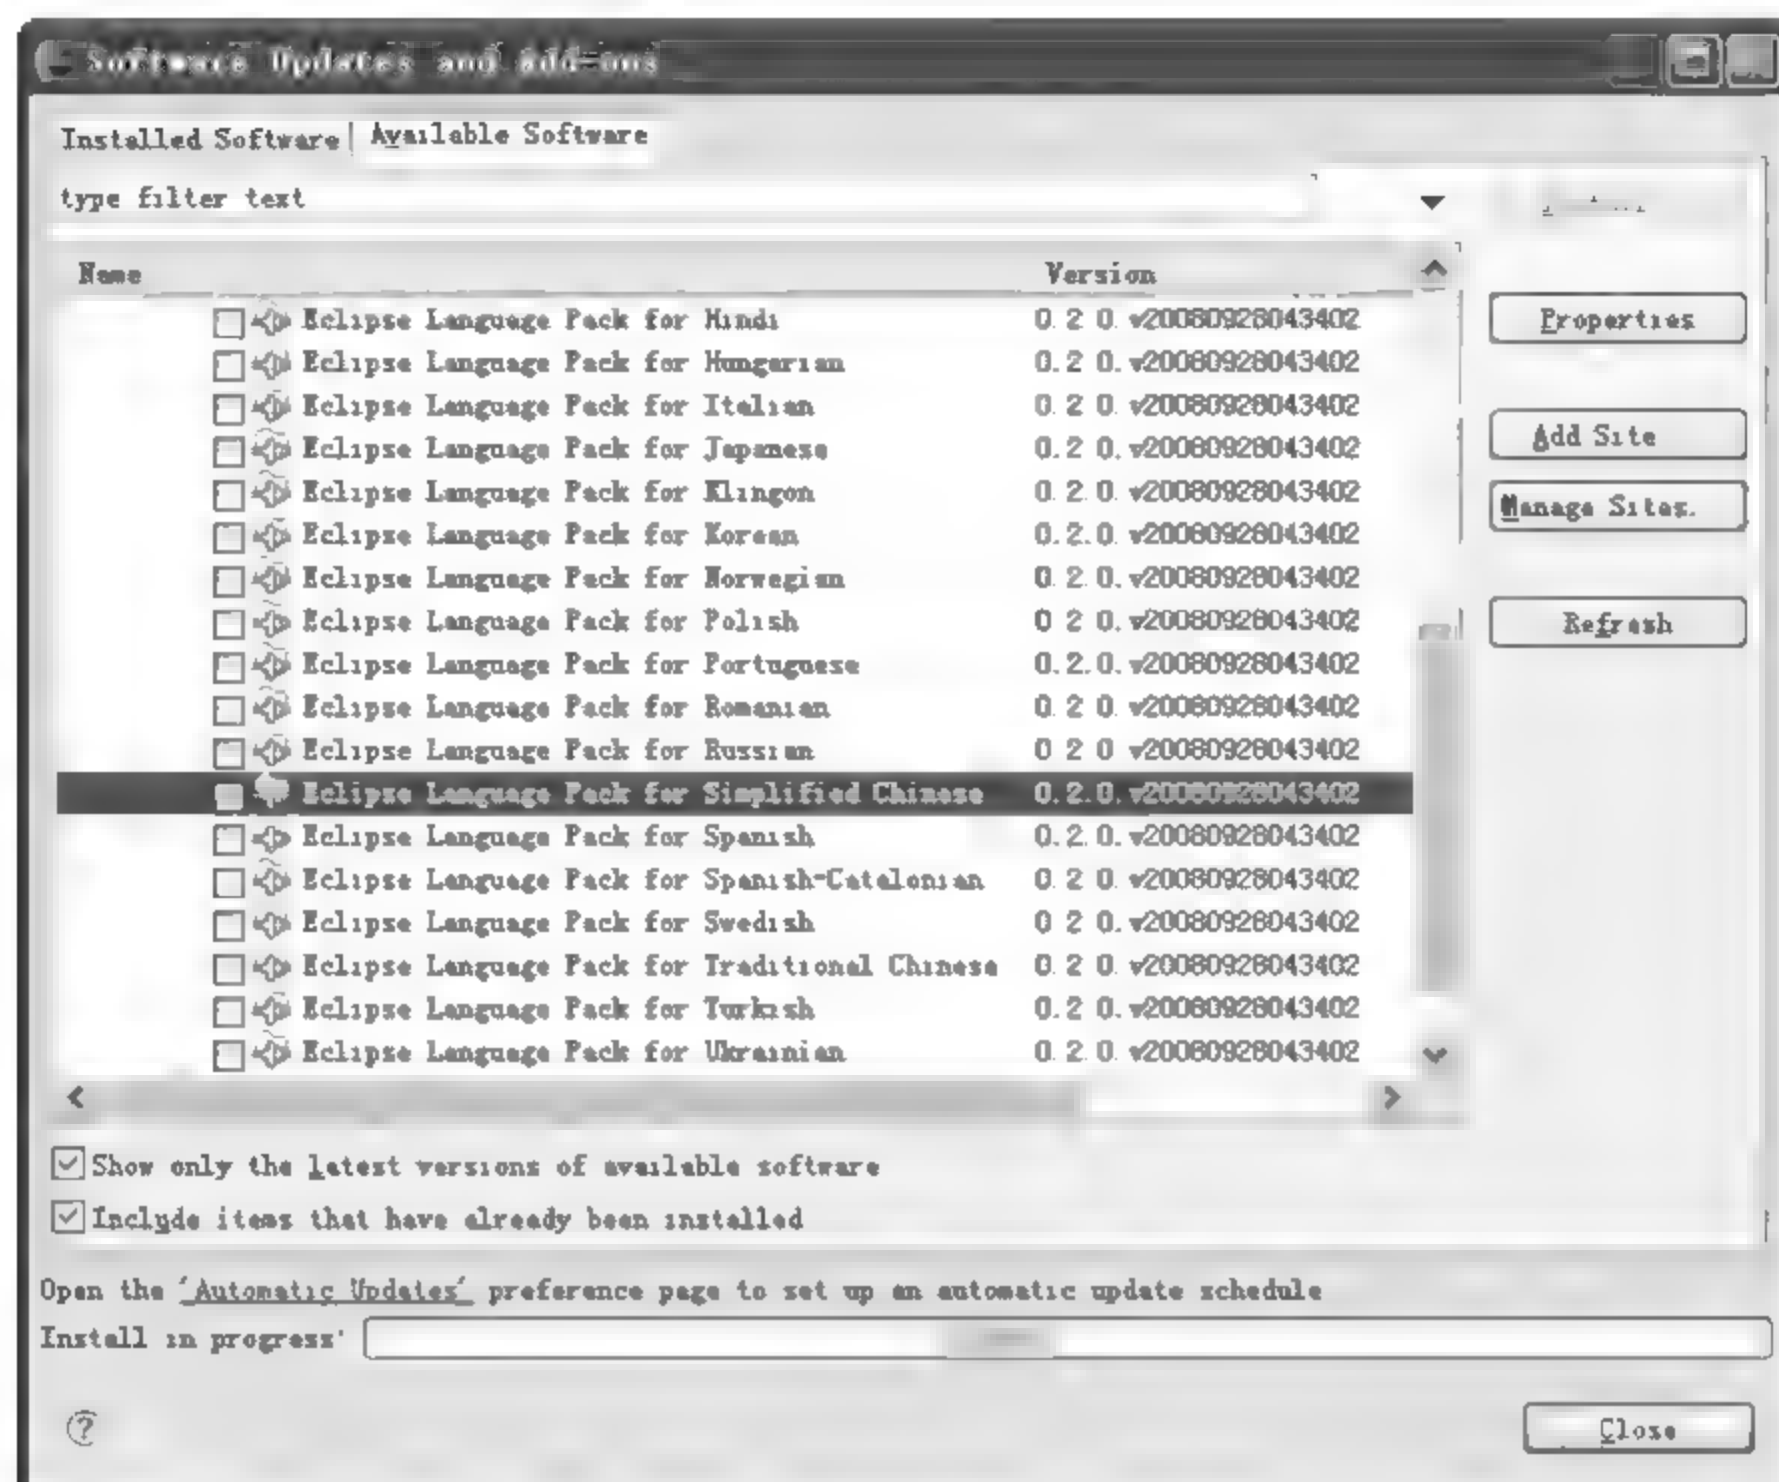 Software Updates and Add-ons
Installed Software Available Software
type filter text
Name Version
Properties
Add Site
Manage Sites.
Refresh
Eclipse Language Pack for Hindi 0.2.0.v20080928043402
Eclipse Language Pack for Hungarian 0.2.0.v20080928043402
Eclipse Language Pack for Italian 0.2.0.v20080928043402
Eclipse Language Pack for Japanese 0.2.0.v20080928043402
Eclipse Language Pack for Klingon 0.2.0.v20080928043402
Eclipse Language Pack for Korean 0.2.0.v20080928043402
Eclipse Language Pack for Norwegian 0.2.0.v20080928043402
Eclipse Language Pack for Polish 0.2.0.v20080928043402
Eclipse Language Pack for Portuguese 0.2.0.v20080928043402
Eclipse Language Pack for Romanian 0.2.0.v20080928043402
Eclipse Language Pack for Russian 0.2.0.v20080928043402
Eclipse Language Pack for Simplified Chinese 0.2.0.v20080928043402
Eclipse Language Pack for Spanish 0.2.0.v20080928043402
Eclipse Language Pack for Spanish-Catalonian 0.2.0.v20080928043402
Eclipse Language Pack for Swedish 0.2.0.v20080928043402
Eclipse Language Pack for Traditional Chinese 0.2.0.v20080928043402
Eclipse Language Pack for Turkish 0.2.0.v20080928043402
Eclipse Language Pack for Ukrainian 0.2.0.v20080928043402
Show only the latest versions of available software
Include items that have already been installed
Open the 'Automatic Updates' preference page to set up an automatic update schedule
Install in progress:
Close